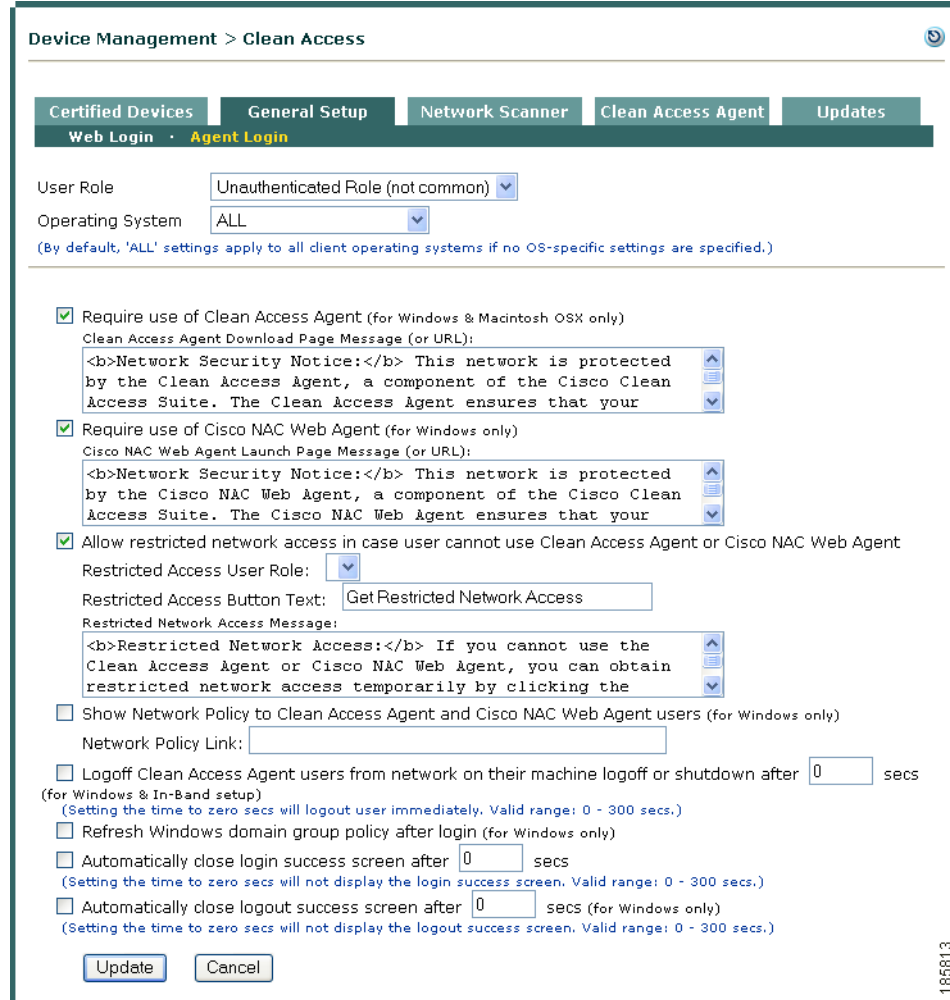 Device Management > Clean Access
Certified Devices General Setup Network Scanner Clean Access Agent Updates
Web Login · Agent Login
User Role Unauthenticated Role (not common)
Operating System ALL
(By default, 'ALL' settings apply to all client operating systems if no OS-specific settings are specified.)
Require use of Clean Access Agent (for Windows & Macintosh OSX only)
Clean Access Agent Download Page Message (or URL):
<b>Network Security Notice:</b> This network is protected
by the Clean Access Agent, a component of the Cisco Clean
Access Suite. The Clean Access Agent ensures that your
Require use of Cisco NAC Web Agent (for Windows only)
Cisco NAC Web Agent Launch Page Message (or URL):
<b>Network Security Notice:</b> This network is protected
by the Cisco NAC Web Agent, a component of the Cisco Clean
Access Suite. The Cisco NAC Web Agent ensures that your
Allow restricted network access in case user cannot use Clean Access Agent or Cisco NAC Web Agent
Restricted Access User Role:
Restricted Access Button Text: Get Restricted Network Access
Restricted Network Access Message:
<b>Restricted Network Access:</b> If you cannot use the
Clean Access Agent or Cisco NAC Web Agent, you can obtain
restricted network access temporarily by clicking the
Show Network Policy to Clean Access Agent and Cisco NAC Web Agent users (for Windows only)
Network Policy Link:
Logoff Clean Access Agent users from network on their machine logoff or shutdown after 0 secs
(for Windows & In-Band setup)
(Setting the time to zero secs will logout user immediately. Valid range: 0 - 300 secs.)
Refresh Windows domain group policy after login (for Windows only)
Automatically close login success screen after 0 secs
(Setting the time to zero secs will not display the login success screen. Valid range: 0 - 300 secs.)
Automatically close logout success screen after 0 secs (for Windows only)
(Setting the time to zero secs will not display the logout success screen. Valid range: 0 - 300 secs.)
Update Cancel
185813